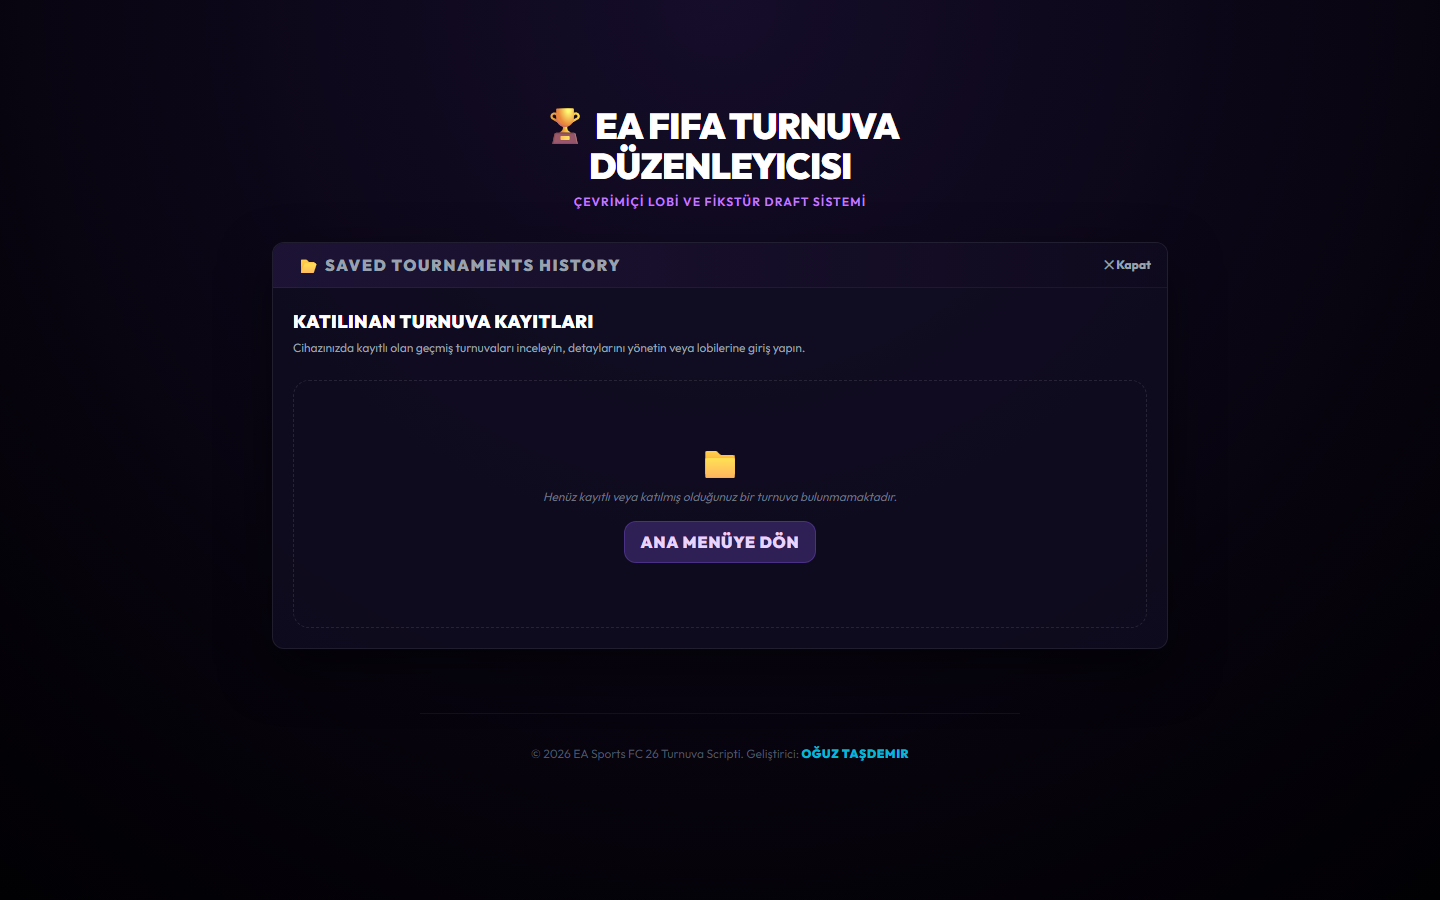 EA FIFA TURNUVA
DÜZENLEYICISI
ÇEVRİMİÇİ LOBİ VE FİKSTÜR DRAFT SİSTEMİ
SAVED TOURNAMENTS HISTORY
✕ Kapat
KATILINAN TURNUVA KAYITLARI
Cihazınızda kayıtlı olan geçmiş turnuvaları inceleyin, detaylarını yönetin veya lobilerine giriş yapın.
Henüz kayıtlı veya katılmış olduğunuz bir turnuva bulunmamaktadır.
ANA MENÜYE DÖN
© 2026 EA Sports FC 26 Turnuva Scripti. Geliştirici: OĞUZ TAŞDEMIR